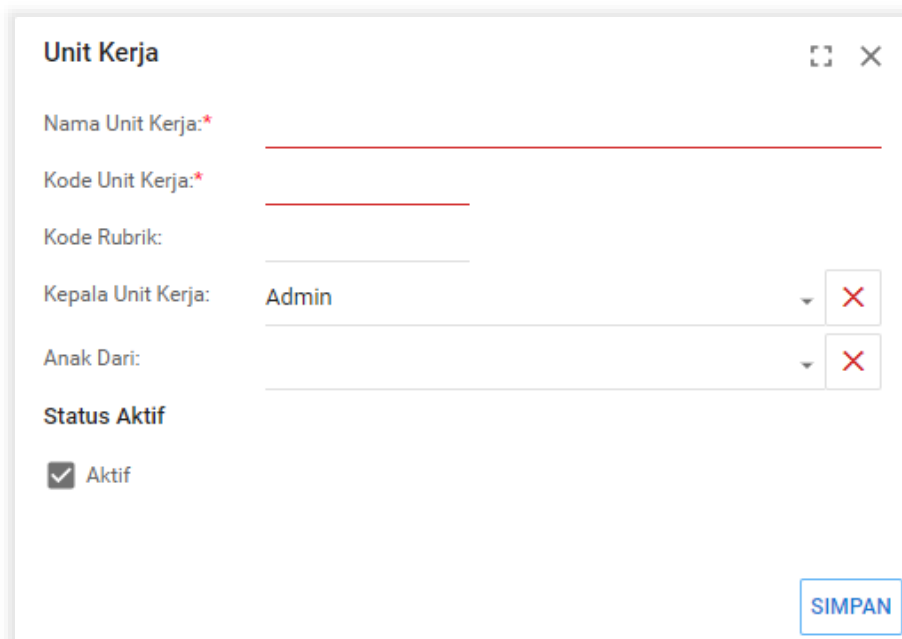 Unit Kerja
Nama Unit Kerja:*
Kode Unit Kerja:*
Kode Rubrik:
Kepala Unit Kerja: Admin
Anak Dari:
Status Aktif
Aktif
SIMPAN